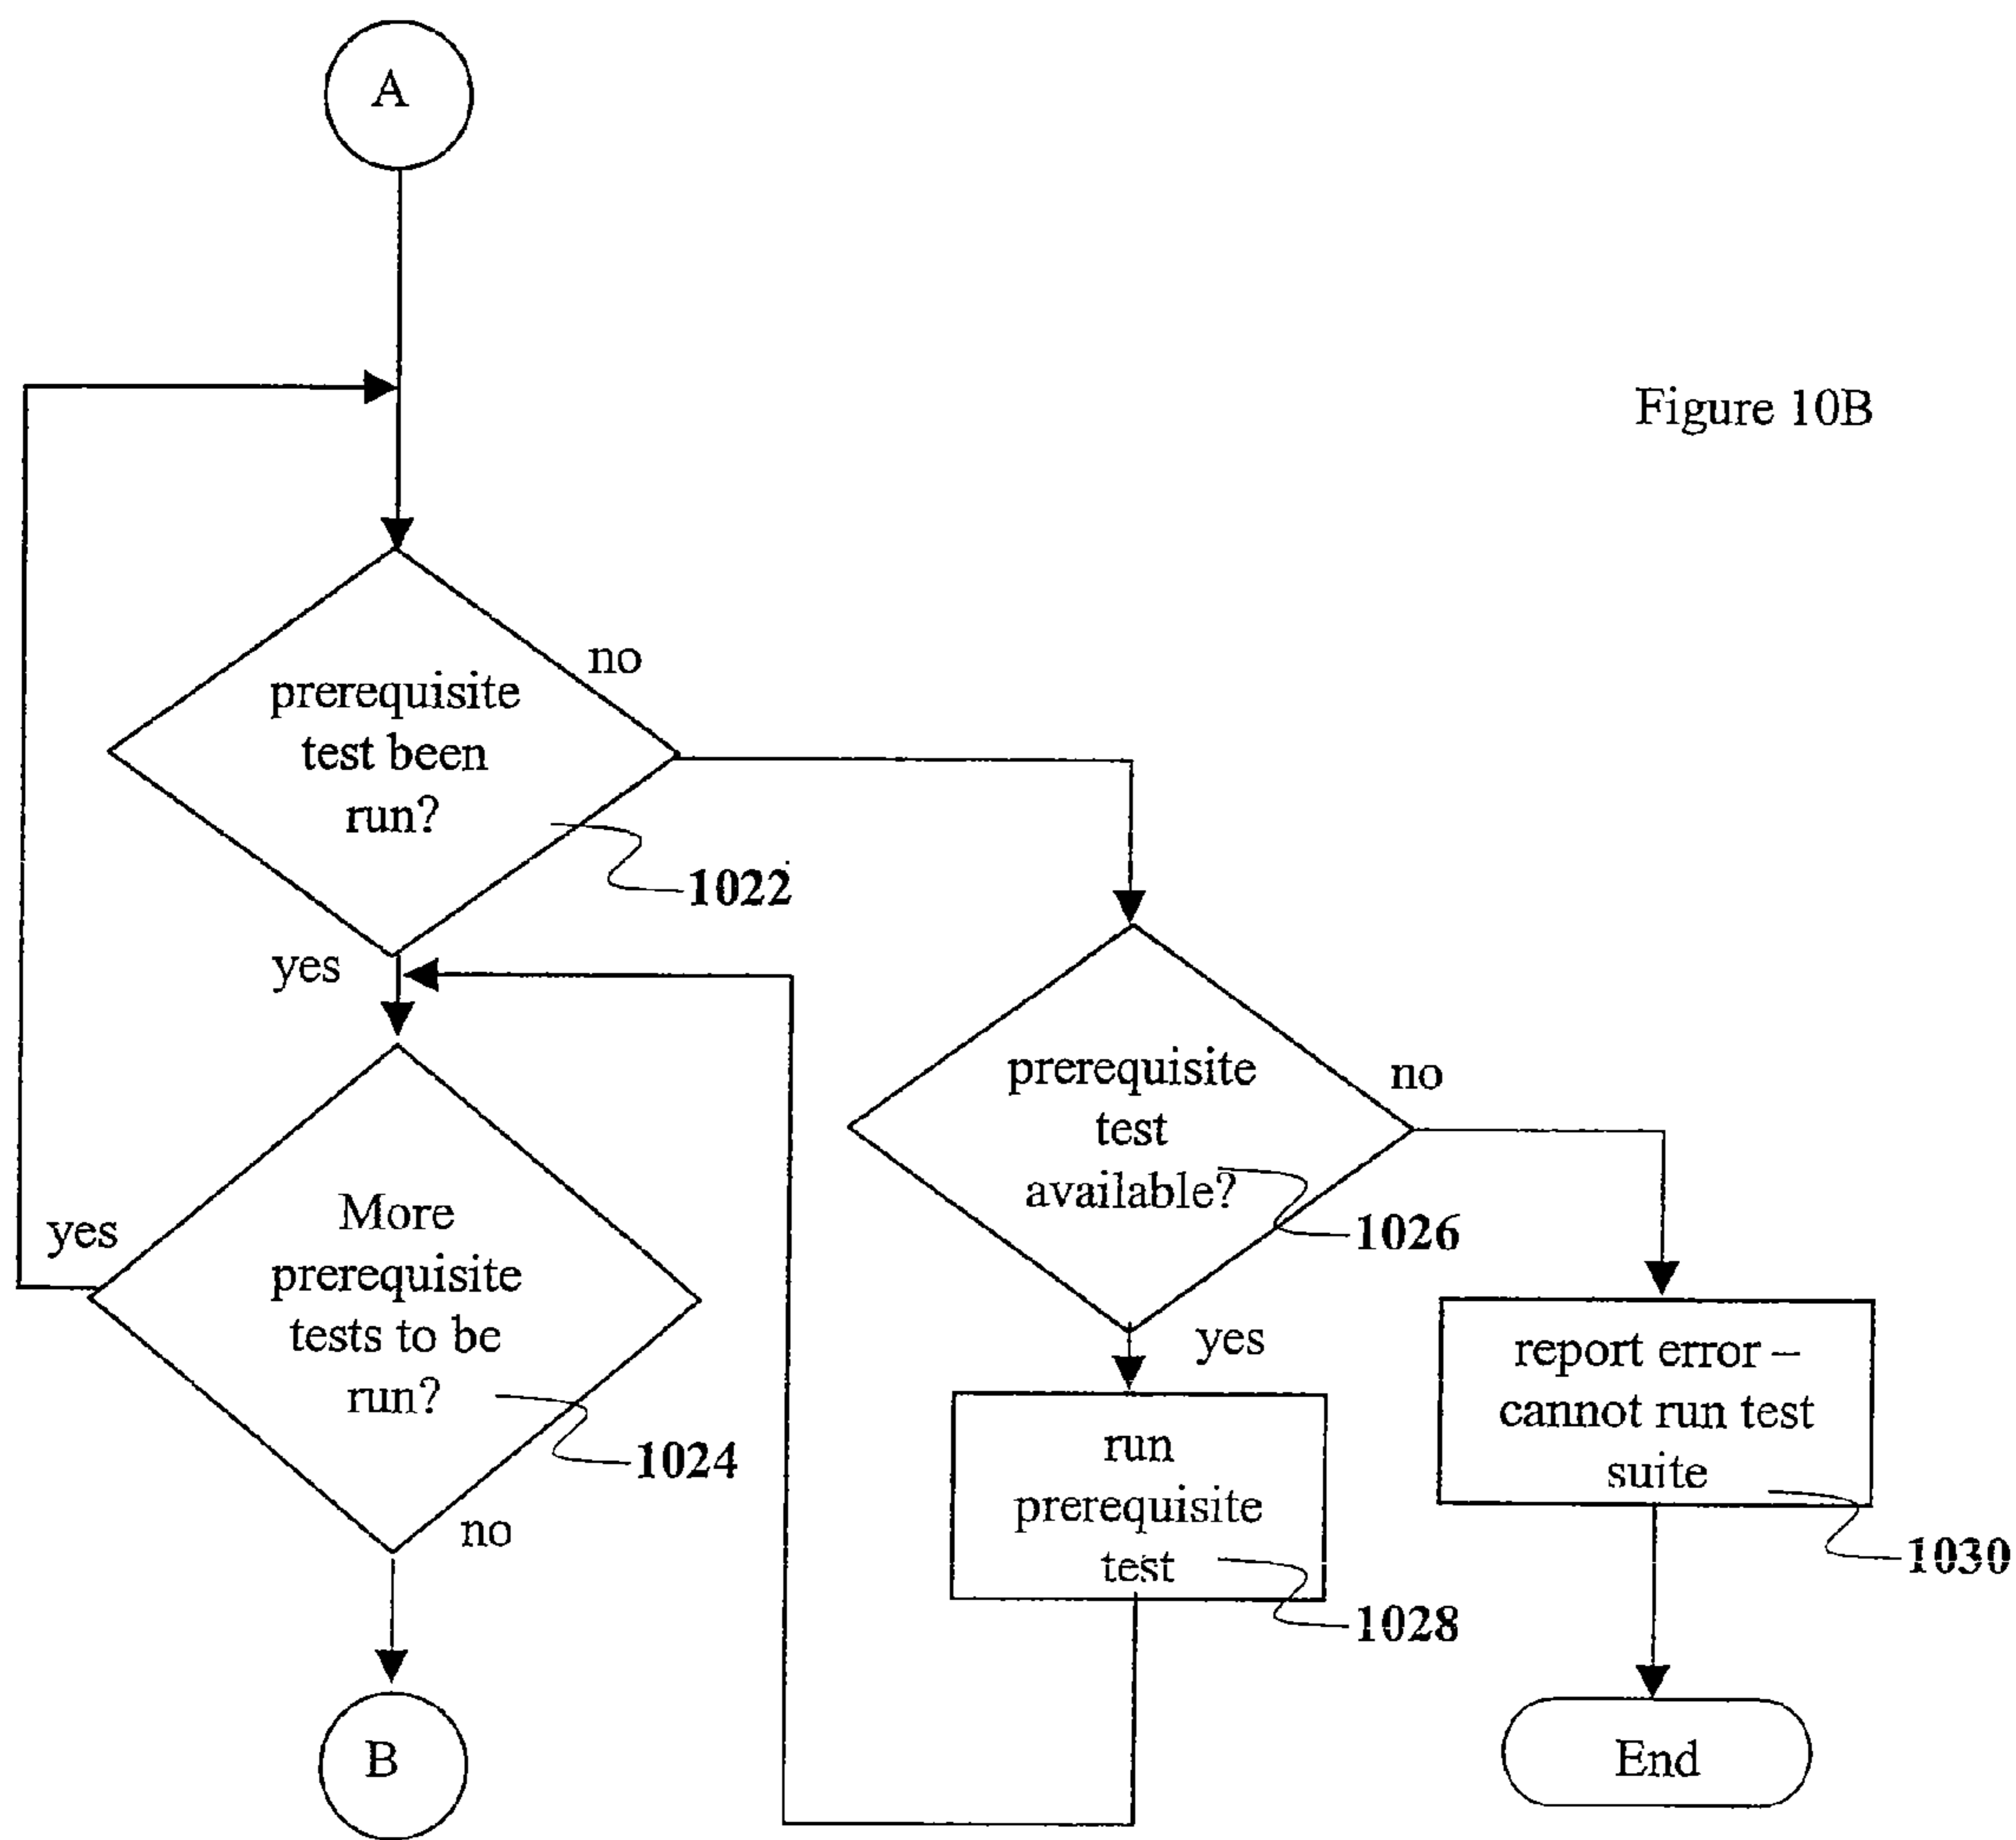 A
Figure 10B
no
prerequisite
test been
run?
1022
yes
prerequisite
test
available?
no
1026
More
prerequisite
tests to be
run?
yes
1024
no
yes
run
prerequisite
test
1028
report error –
cannot run test
suite
1030
B
End